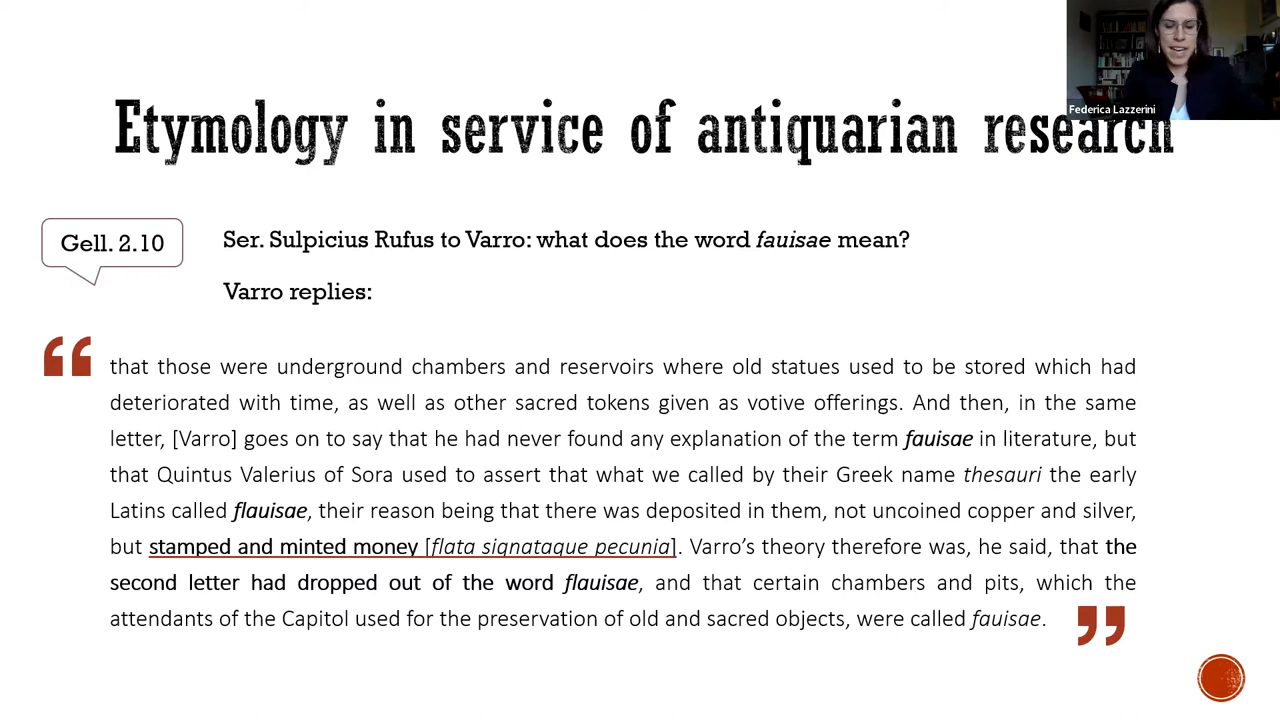 Federica Lazzerini
Etymology in service of antiquarian research
Gell. 2.10
Ser. Sulpicius Rufus to Varro: what does the word fauisae mean?
Varro replies:
“
that those were underground chambers and reservoirs where old statues used to be stored which had
deteriorated with time, as well as other sacred tokens given as votive offerings. And then, in the same
letter, [Varro] goes on to say that he had never found any explanation of the term fauisae in literature, but
that Quintus Valerius of Sora used to assert that what we called by their Greek name thesauri the early
Latins called flauisae, their reason being that there was deposited in them, not uncoined copper and silver,
but stamped and minted money [flata signataque pecunia]. Varro’s theory therefore was, he said, that the
second letter had dropped out of the word flauisae, and that certain chambers and pits, which the
attendants of the Capitol used for the preservation of old and sacred objects, were called fauisae.
”